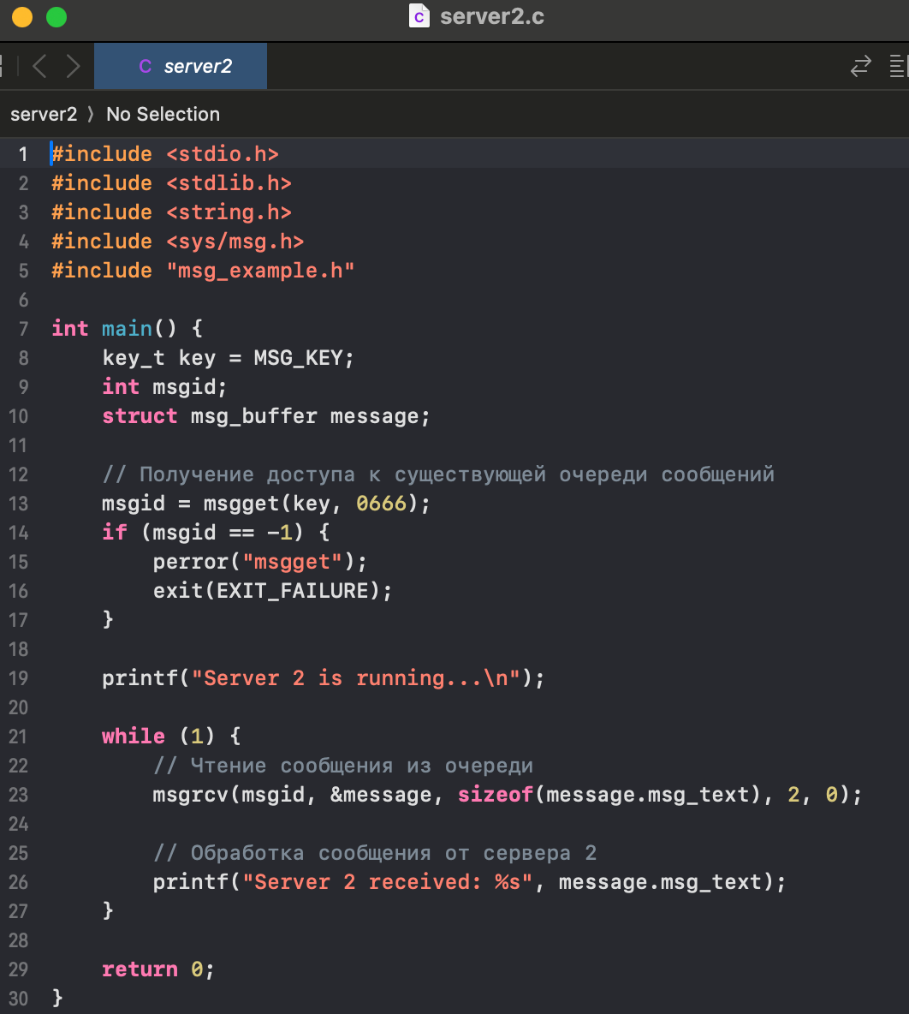 C server2.c
C server2
server2 ⟩ No Selection
1 #include <stdio.h>
2 #include <stdlib.h>
3 #include <string.h>
4 #include <sys/msg.h>
5 #include "msg_example.h"
6
7 int main() {
8     key_t key = MSG_KEY;
9     int msgid;
10     struct msg_buffer message;
11
12     // Получение доступа к существующей очереди сообщений
13     msgid = msgget(key, 0666);
14     if (msgid == -1) {
15         perror("msgget");
16         exit(EXIT_FAILURE);
17     }
18
19     printf("Server 2 is running...\n");
20
21     while (1) {
22         // Чтение сообщения из очереди
23         msgrcv(msgid, &message, sizeof(message.msg_text), 2, 0);
24
25         // Обработка сообщения от сервера 2
26         printf("Server 2 received: %s", message.msg_text);
27     }
28
29     return 0;
30 }